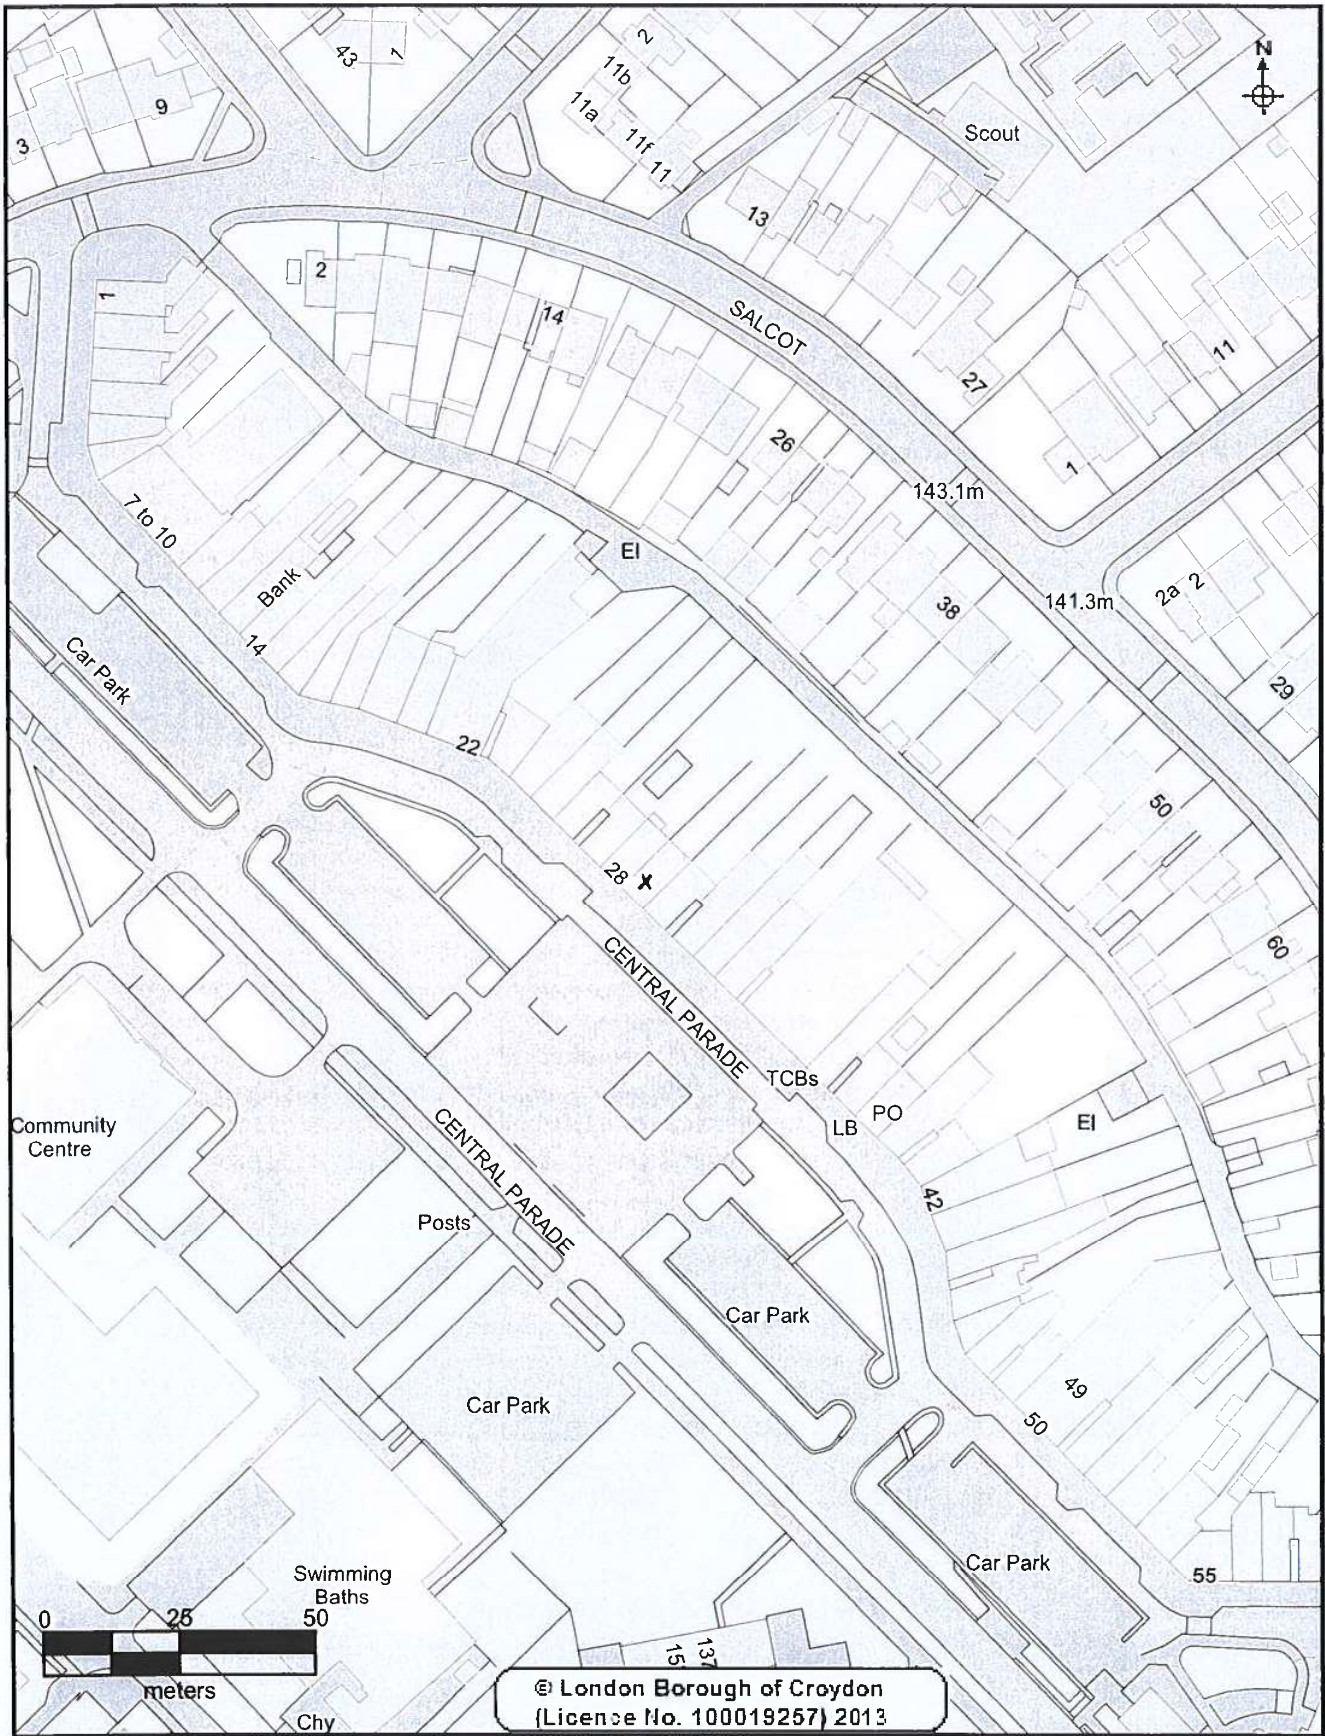 43
1
2
11b
11a
11f
11
N
9
3
Scout
13
2
1
14
SALCOT
11
27
26
1
143.1m
7 to 10
EI
Bank
38
141.3m
2a 2
14
Car Park
29
22
50
28 X
60
CENTRAL PARADE
TCBs
LB
PO
EI
Community
Centre
CENTRAL PARADE
42
Posts
Car Park
49
Car Park
50
Car Park
55
Swimming
Baths
0 25 50
meters
137
Chy
© London Borough of Croydon
(Licence No. 100019257) 2013